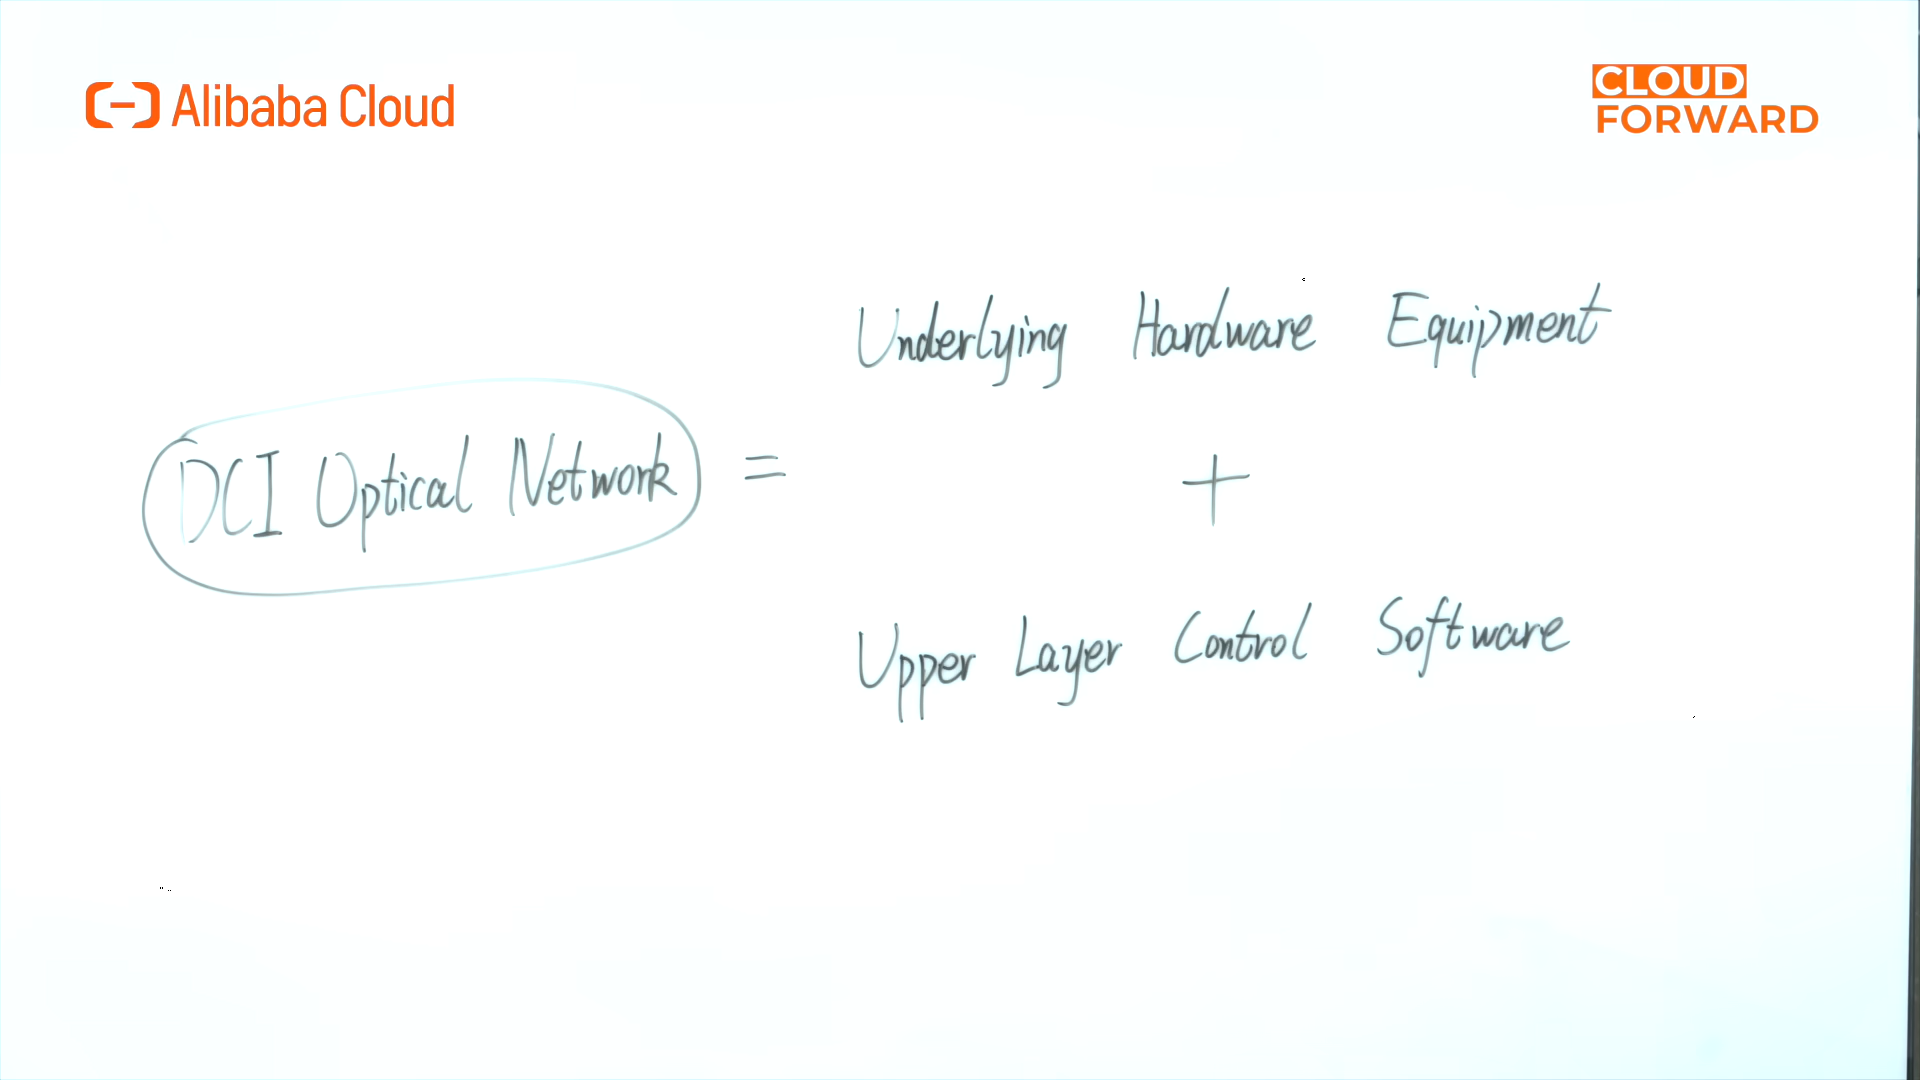 Alibaba Cloud
CLOUD
FORWARD
Underlying Hardware Equipment
DCI Optical Network =
+
Upper Layer Control Software